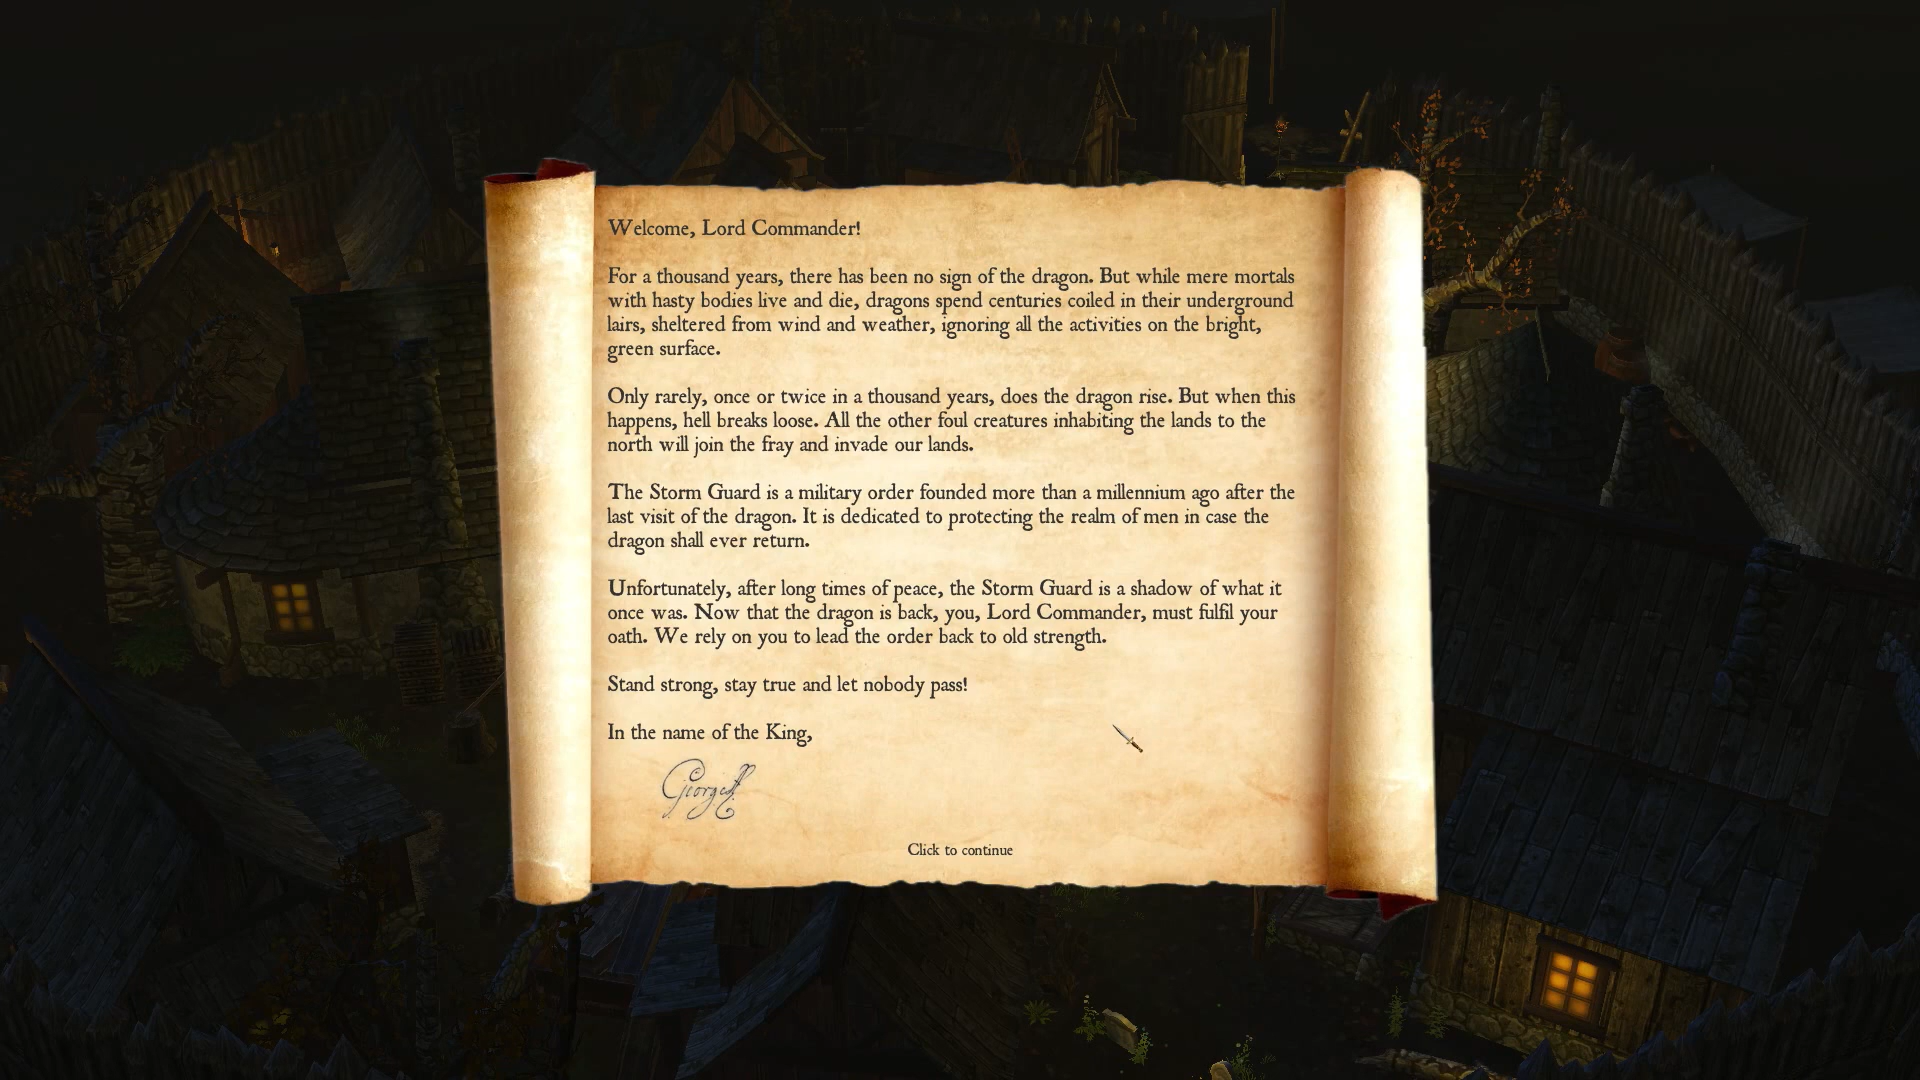 Welcome, Lord Commander!
For a thousand years, there has been no sign of the dragon. But while mere mortals
with hasty bodies live and die, dragons spend centuries coiled in their underground
lairs, sheltered from wind and weather, ignoring all the activities on the bright,
green surface.
Only rarely, once or twice in a thousand years, does the dragon rise. But when this
happens, hell breaks loose. All the other foul creatures inhabiting the lands to the
north will join the fray and invade our lands.
The Storm Guard is a military order founded more than a millennium ago after the
last visit of the dragon. It is dedicated to protecting the realm of men in case the
dragon shall ever return.
Unfortunately, after long times of peace, the Storm Guard is a shadow of what it
once was. Now that the dragon is back, you, Lord Commander, must fulfil your
oath. We rely on you to lead the order back to old strength.
Stand strong, stay true and let nobody pass!
In the name of the King,
Click to continue